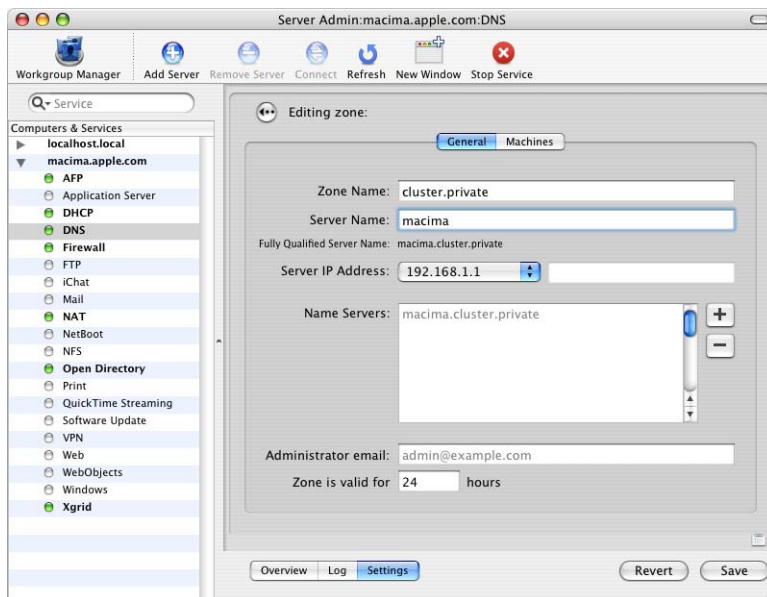 Server Admin:macima.apple.com:DNS
Workgroup Manager Add Server Remove Server Connect Refresh New Window Stop Service
Service
Computers & Services
localhost.local
macima.apple.com
AFP
Application Server
DHCP
DNS
Firewall
FTP
iChat
Mail
NAT
NetBoot
NFS
Open Directory
Print
QuickTime Streaming
Software Update
VPN
Web
WebObjects
Windows
Xgrid
Editing zone:
General Machines
Zone Name: cluster.private
Server Name: macima
Fully Qualified Server Name: macima.cluster.private
Server IP Address: 192.168.1.1
Name Servers: macima.cluster.private
Administrator email: admin@example.com
Zone is valid for 24 hours
Overview Log Settings
Revert Save